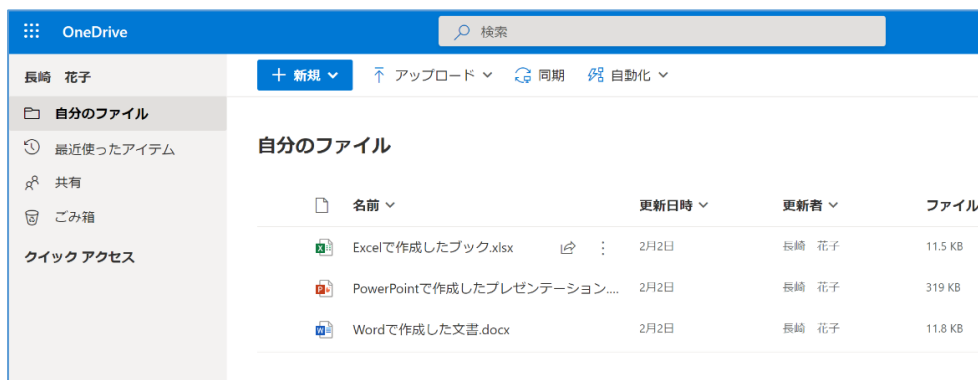 OneDrive 検索
長崎 花子
+ 新規 アップロード 同期 自動化
自分のファイル
最近使ったアイテム
共有
ごみ箱
クイック アクセス
自分のファイル
名前 更新日時 更新者 ファイル
Excelで作成したブック.xlsx 2月2日 長崎 花子 11.5 KB
PowerPointで作成したプレゼンテーション.... 2月2日 長崎 花子 319 KB
Wordで作成した文書.docx 2月2日 長崎 花子 11.8 KB